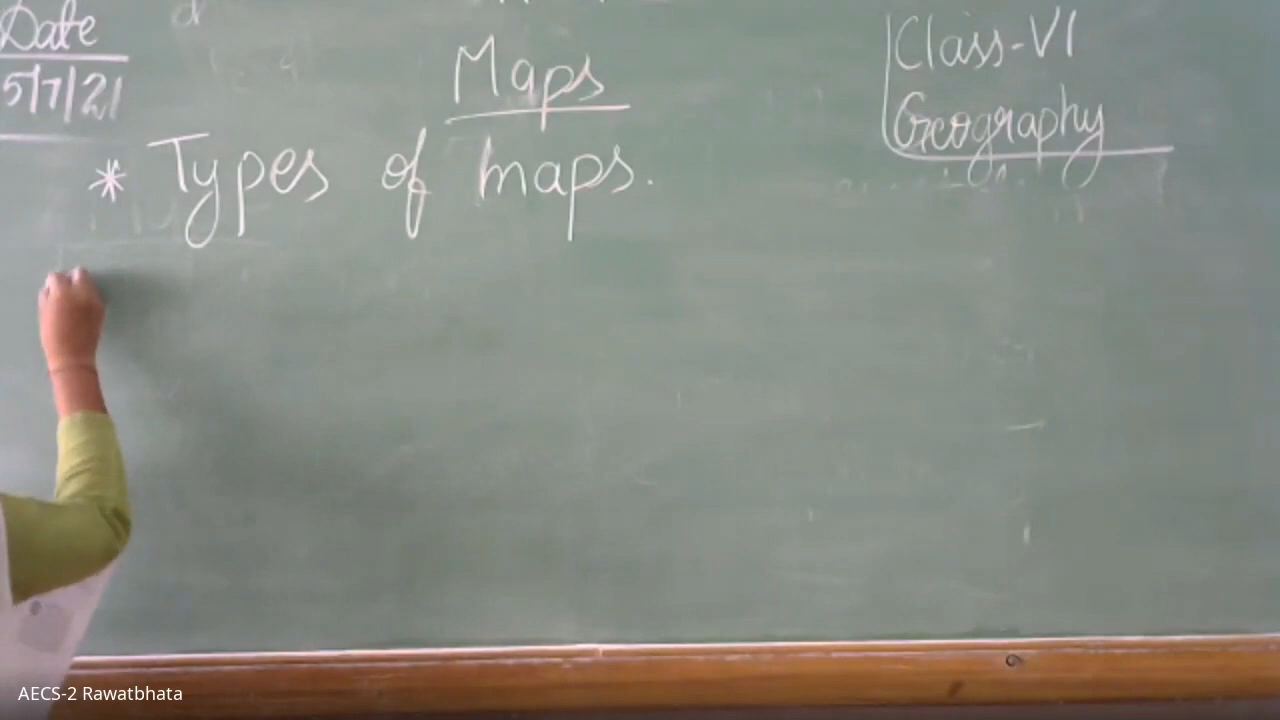 Date
5/7/21
Maps
Class-VI
Geography
* Types of maps.
AECS-2 Rawatbhata